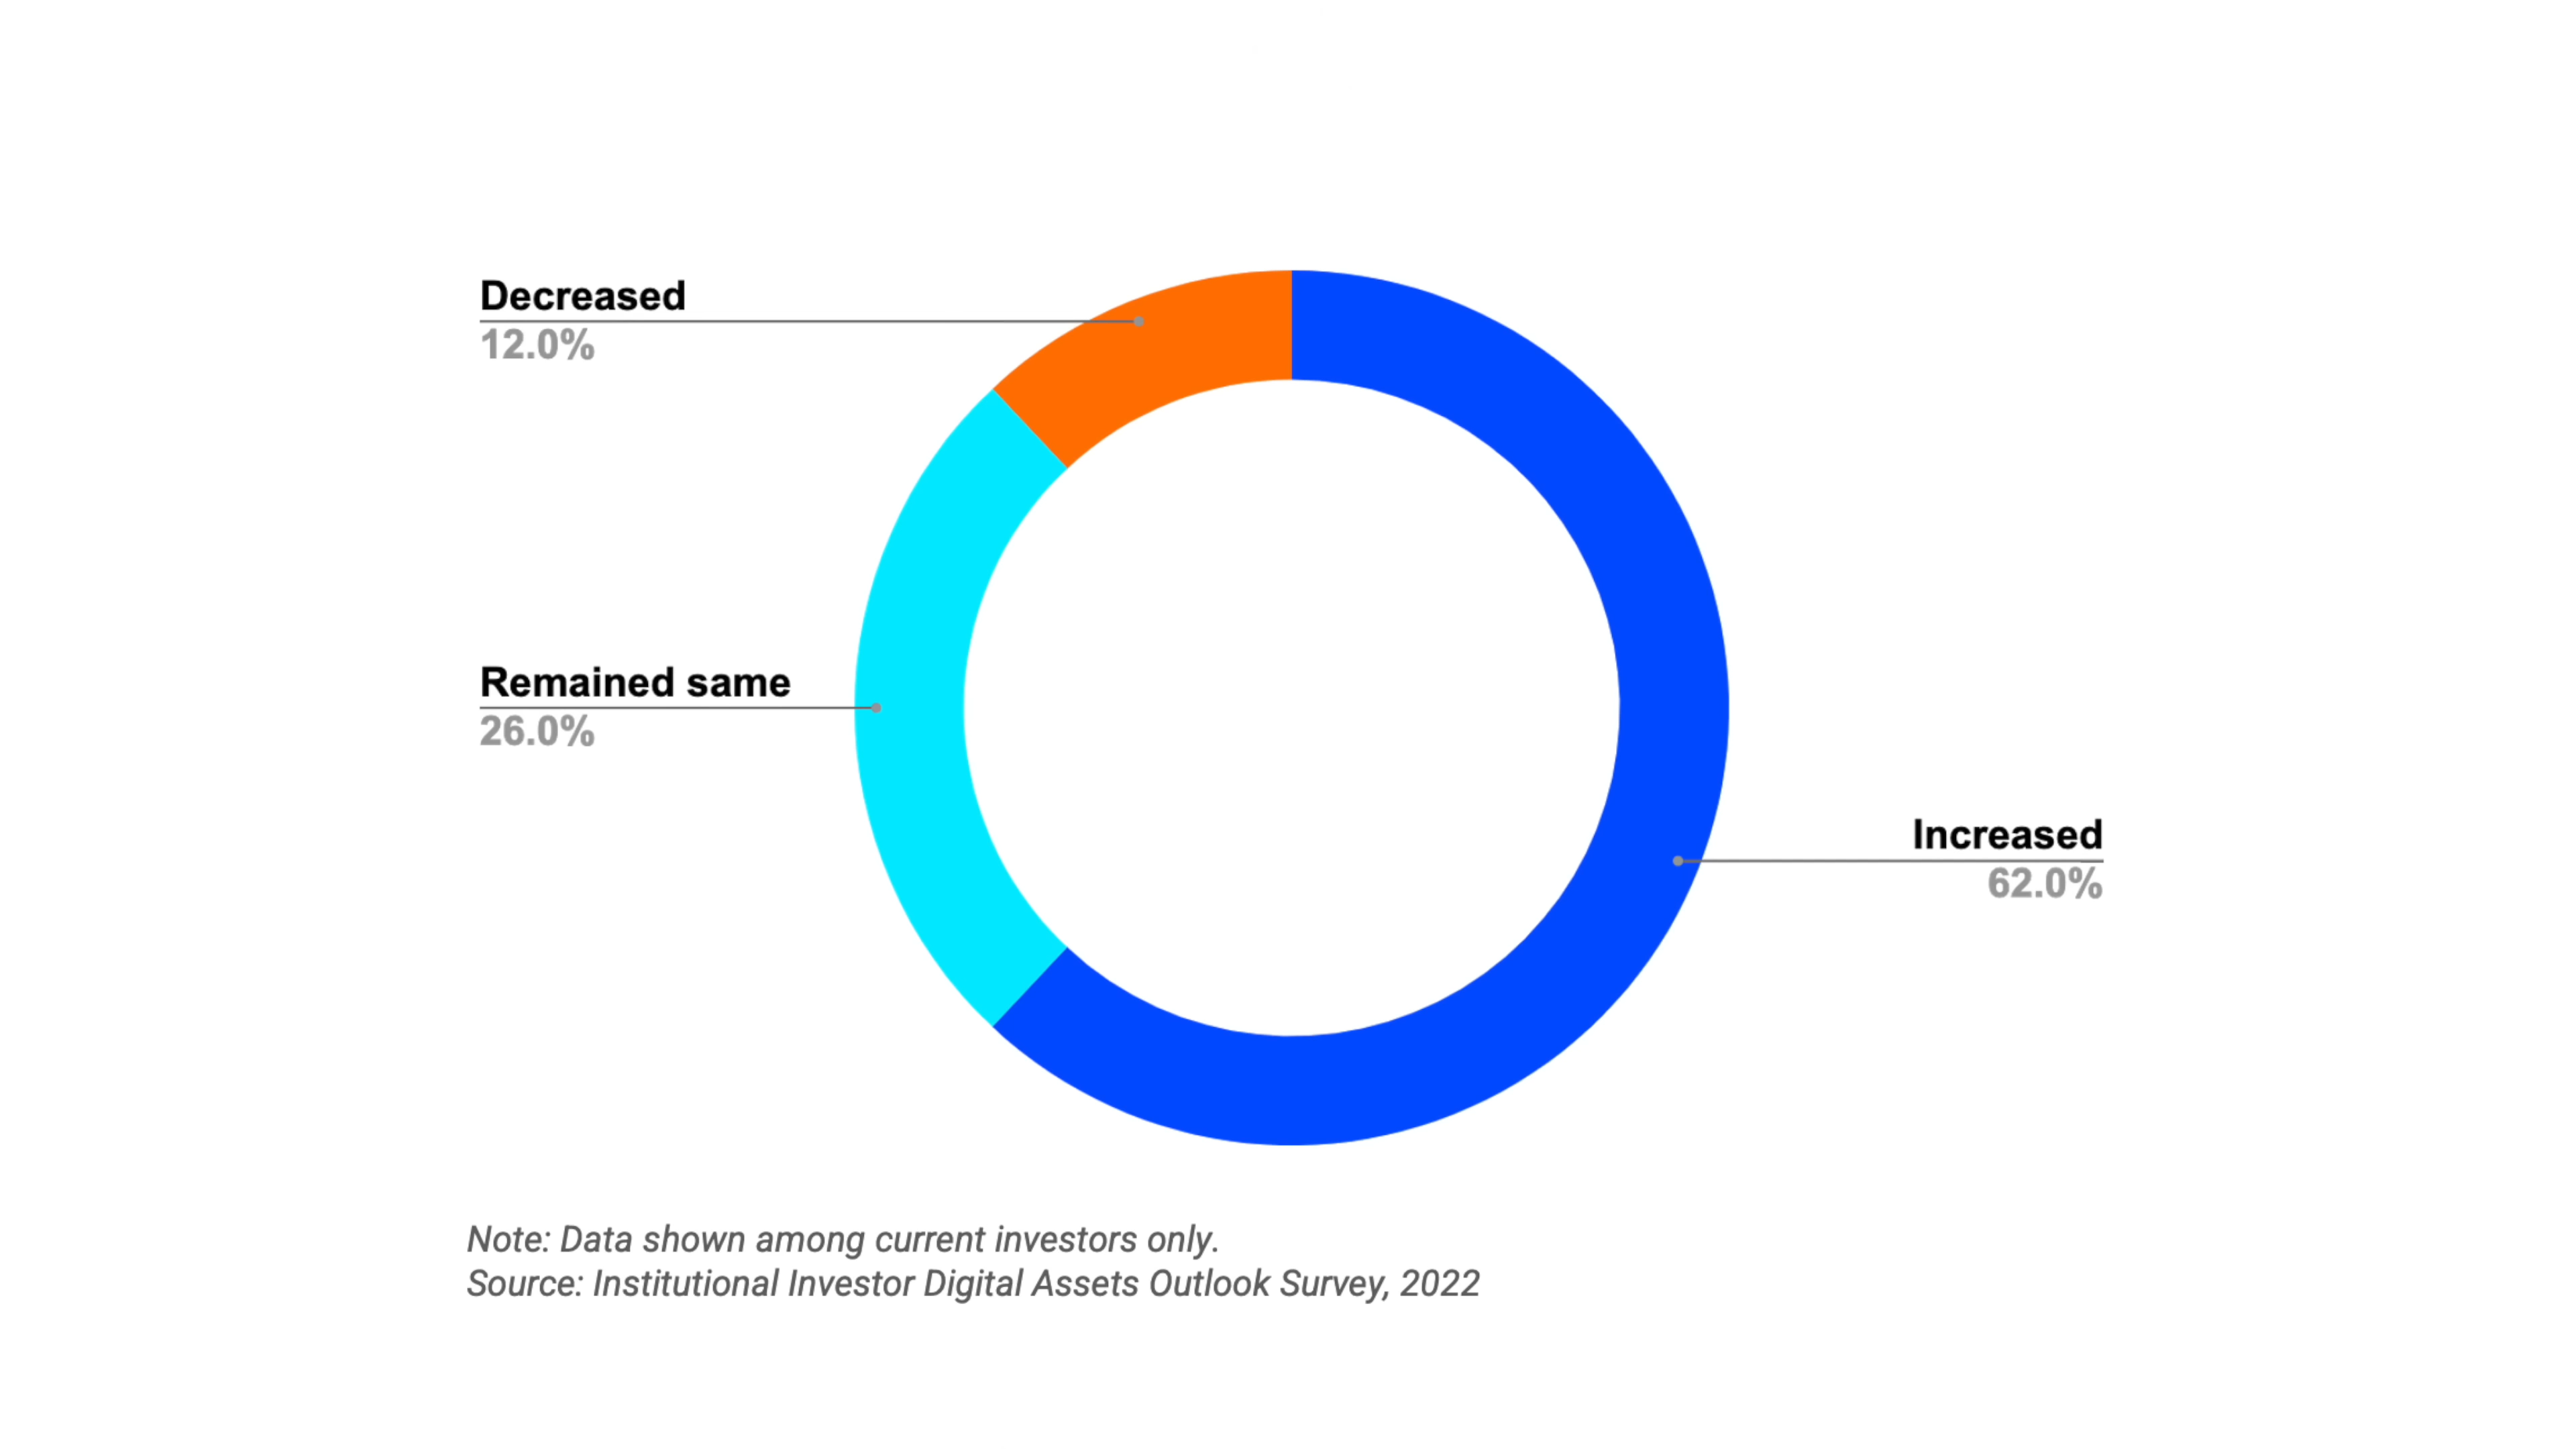 Decreased
12.0%
Remained same
26.0%
Increased
62.0%
Note: Data shown among current investors only.
Source: Institutional Investor Digital Assets Outlook Survey, 2022